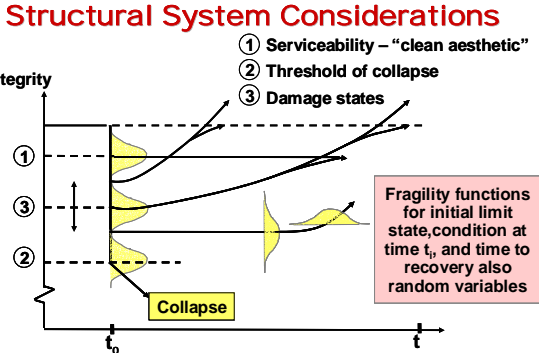 Structural System Considerations
1 Serviceability – “clean aesthetic”
2 Threshold of collapse
3 Damage states
tegrity
1
3
2
Fragility functions
for initial limit
state,condition at
time ti, and time to
recovery also
random variables
Collapse
to
t